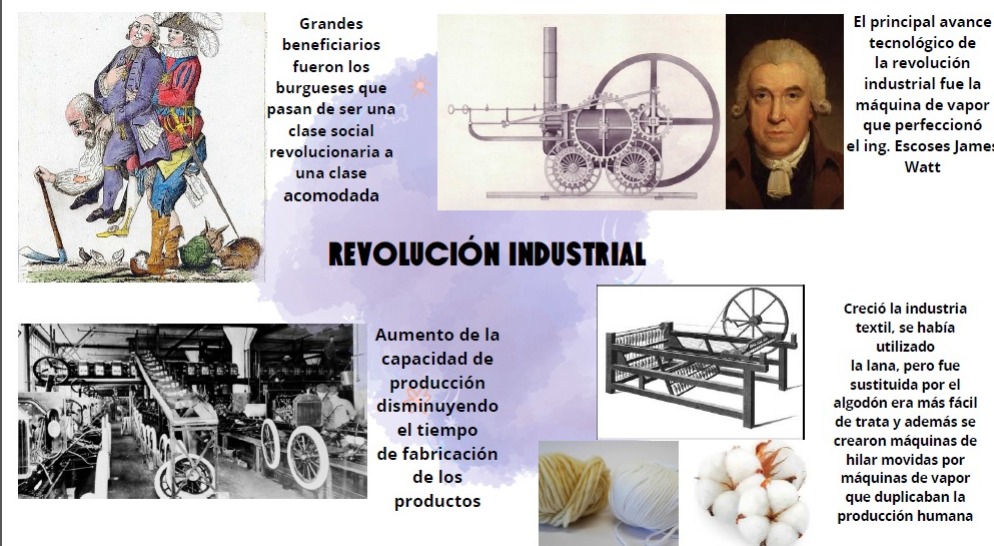 Grandes
beneficiarios
fueron los
burgueses que
pasan de ser una
clase social
revolucionaria a
una clase
acomodada
El principal avance
tecnológico de
la revolución
industrial fue la
máquina de vapor
que perfeccionó
el ing. Escoses James
Watt
REVOLUCIÓN INDUSTRIAL
Aumento de la
capacidad de
producción
disminuyendo
el tiempo
de fabricación
de los
productos
Creció la industria
textil, se había
utilizado
la lana, pero fue
sustituida por el
algodón era más fácil
de trata y además se
crearon máquinas de
hilar movidas por
máquinas de vapor
que duplicaban la
producción humana